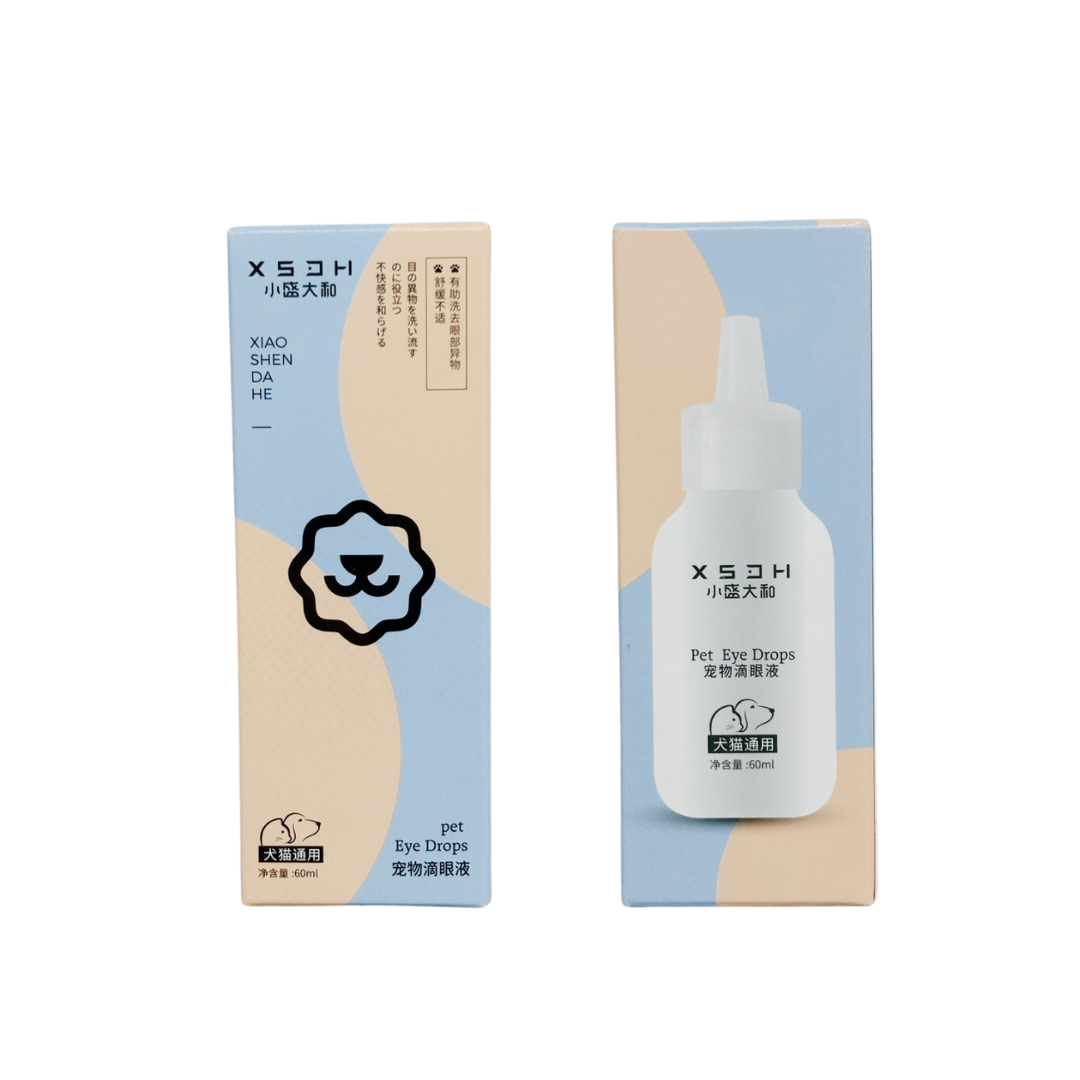 XSDH
小盛大和
XIAO
SHEN
DA
HE
有助洗去眼部异物
舒缓不适
目の異物を洗い流す
のに役立つ
不快感を和らげる
犬猫通用
净含量:60ml
pet
Eye Drops
宠物滴眼液
XSDH
小盛大和
Pet Eye Drops
宠物滴眼液
犬猫通用
净含量:60ml